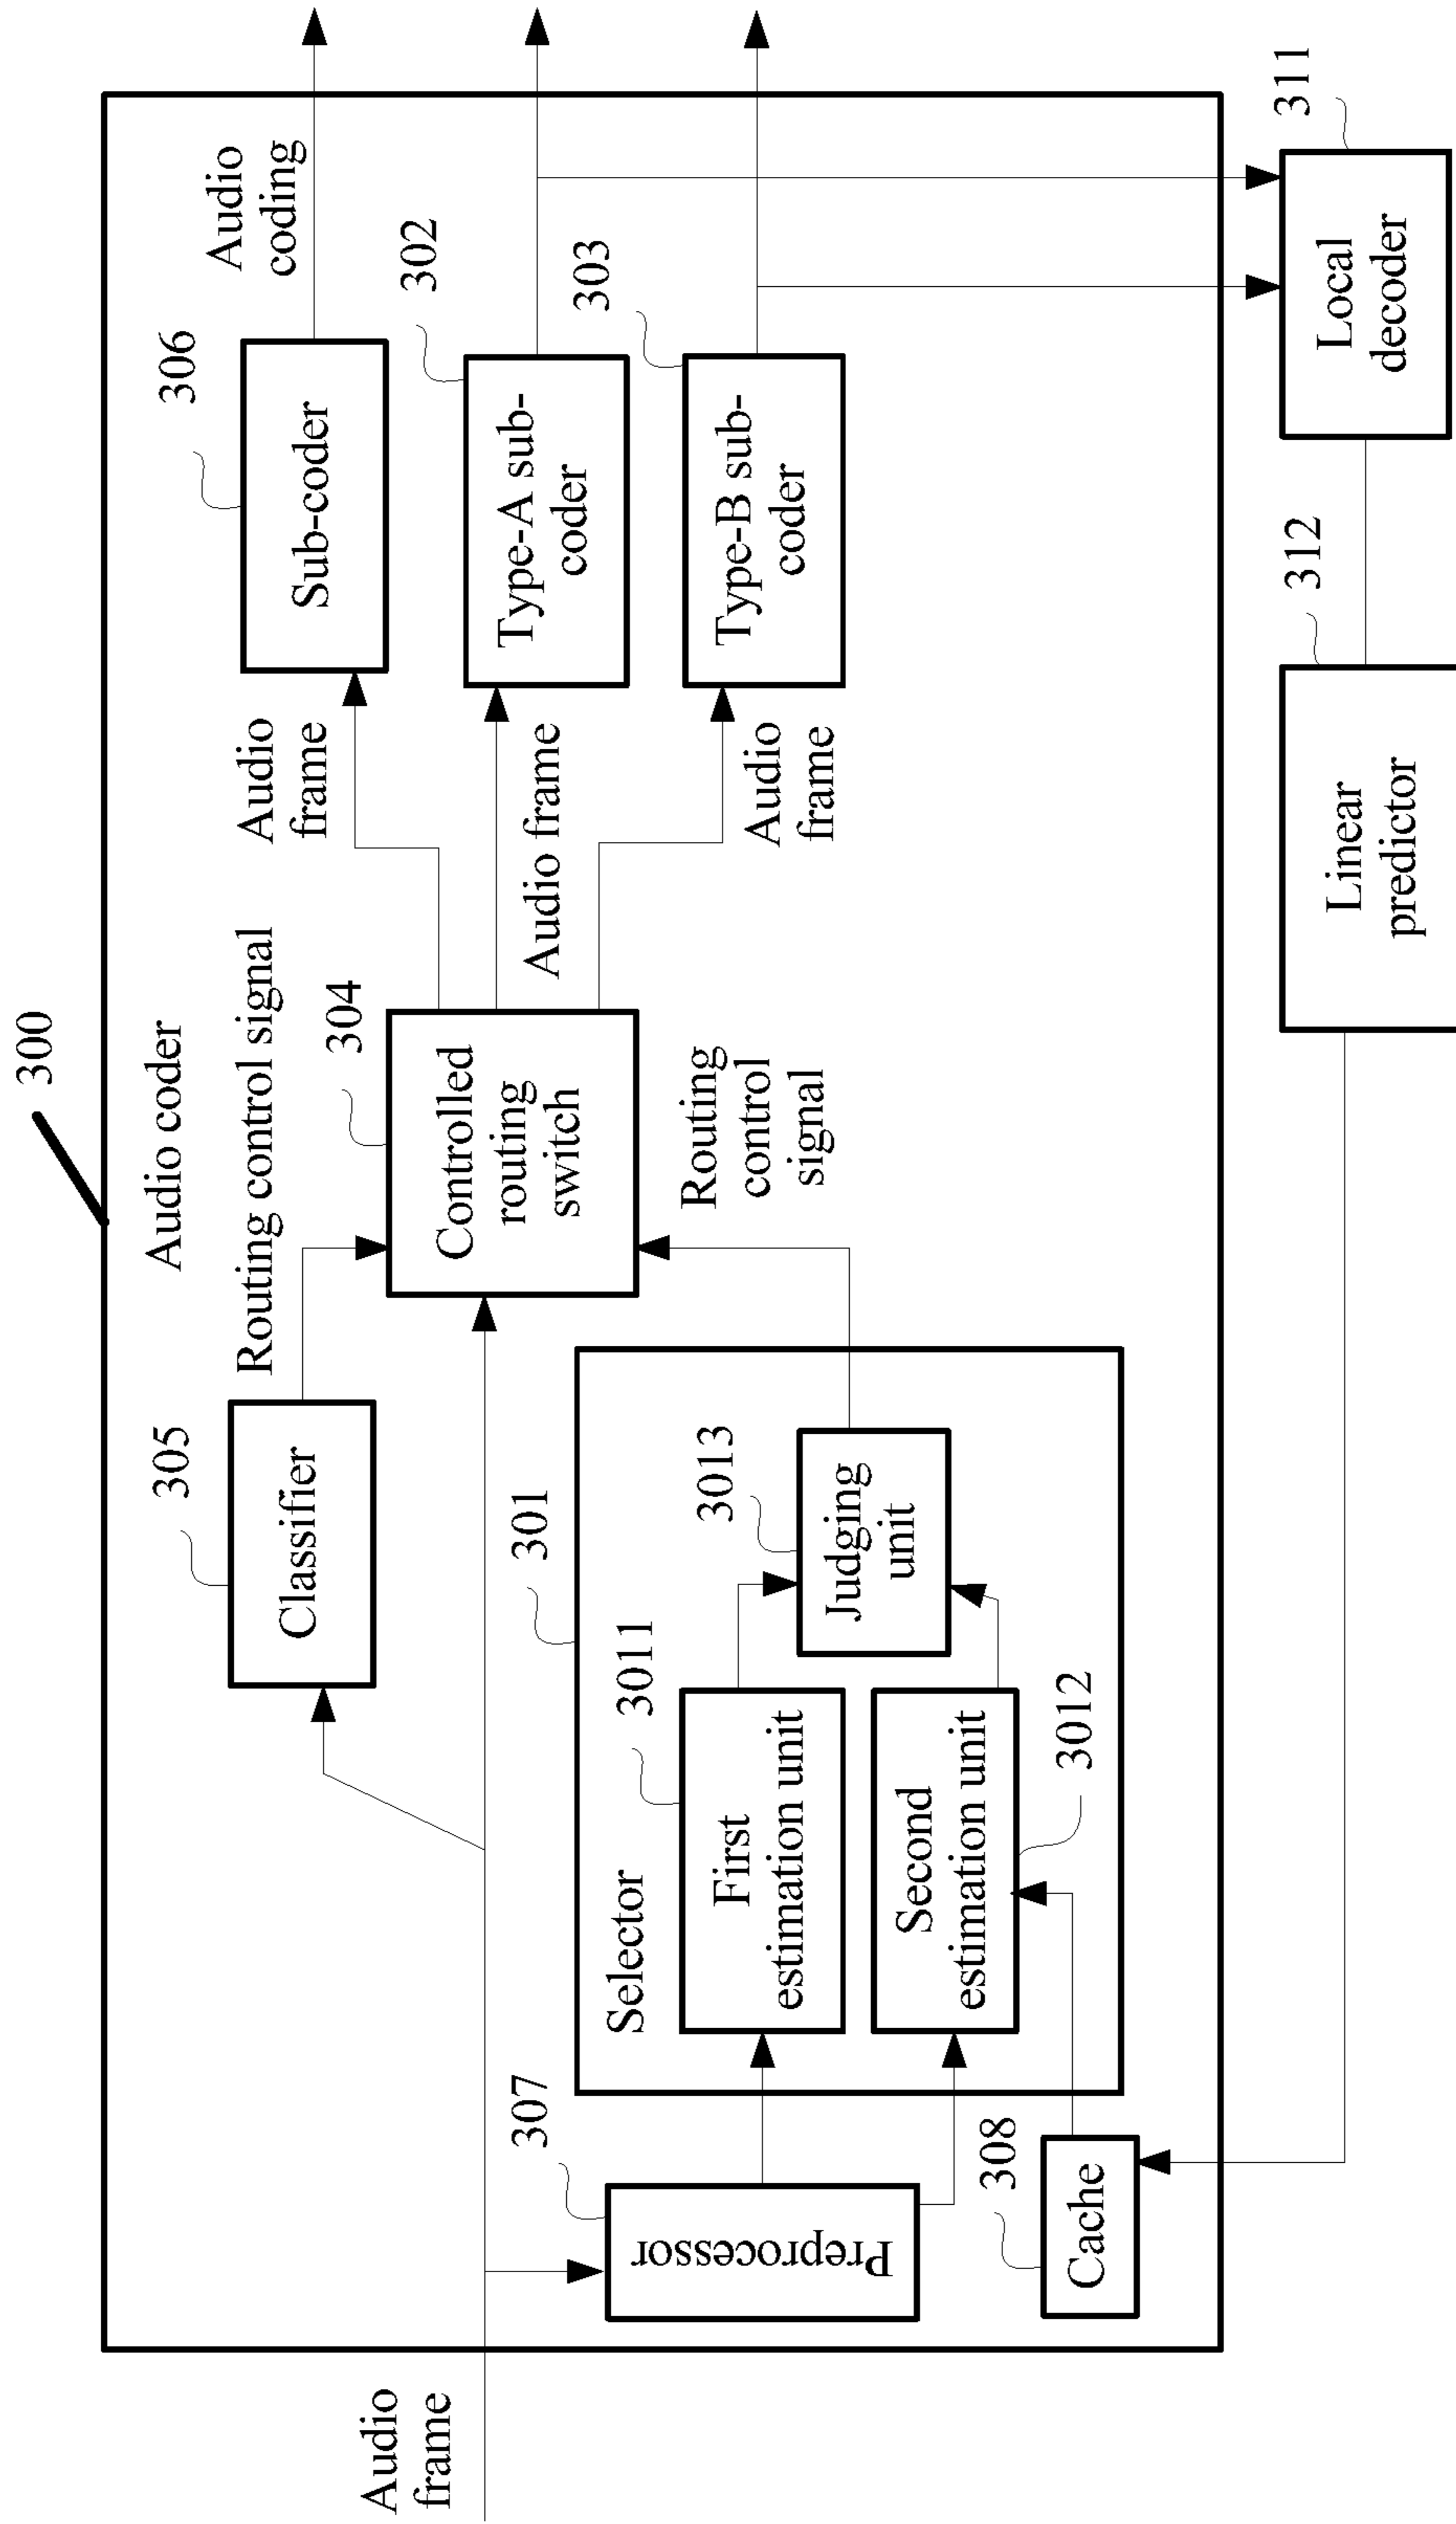 300
Audio coder
Audio
frame
305
Classifier
Routing control signal
304
Controlled
routing
switch
Routing
control
signal
Audio
frame
Audio frame
Audio
frame
306
Sub-coder
Audio
coding
302
Type-A sub-
coder
303
Type-B sub-
coder
307
Preprocessor
308
Cache
301
Selector
3011
First
estimation unit
Second
estimation unit
3012
3013
Judging
unit
312
Linear
predictor
311
Local
decoder